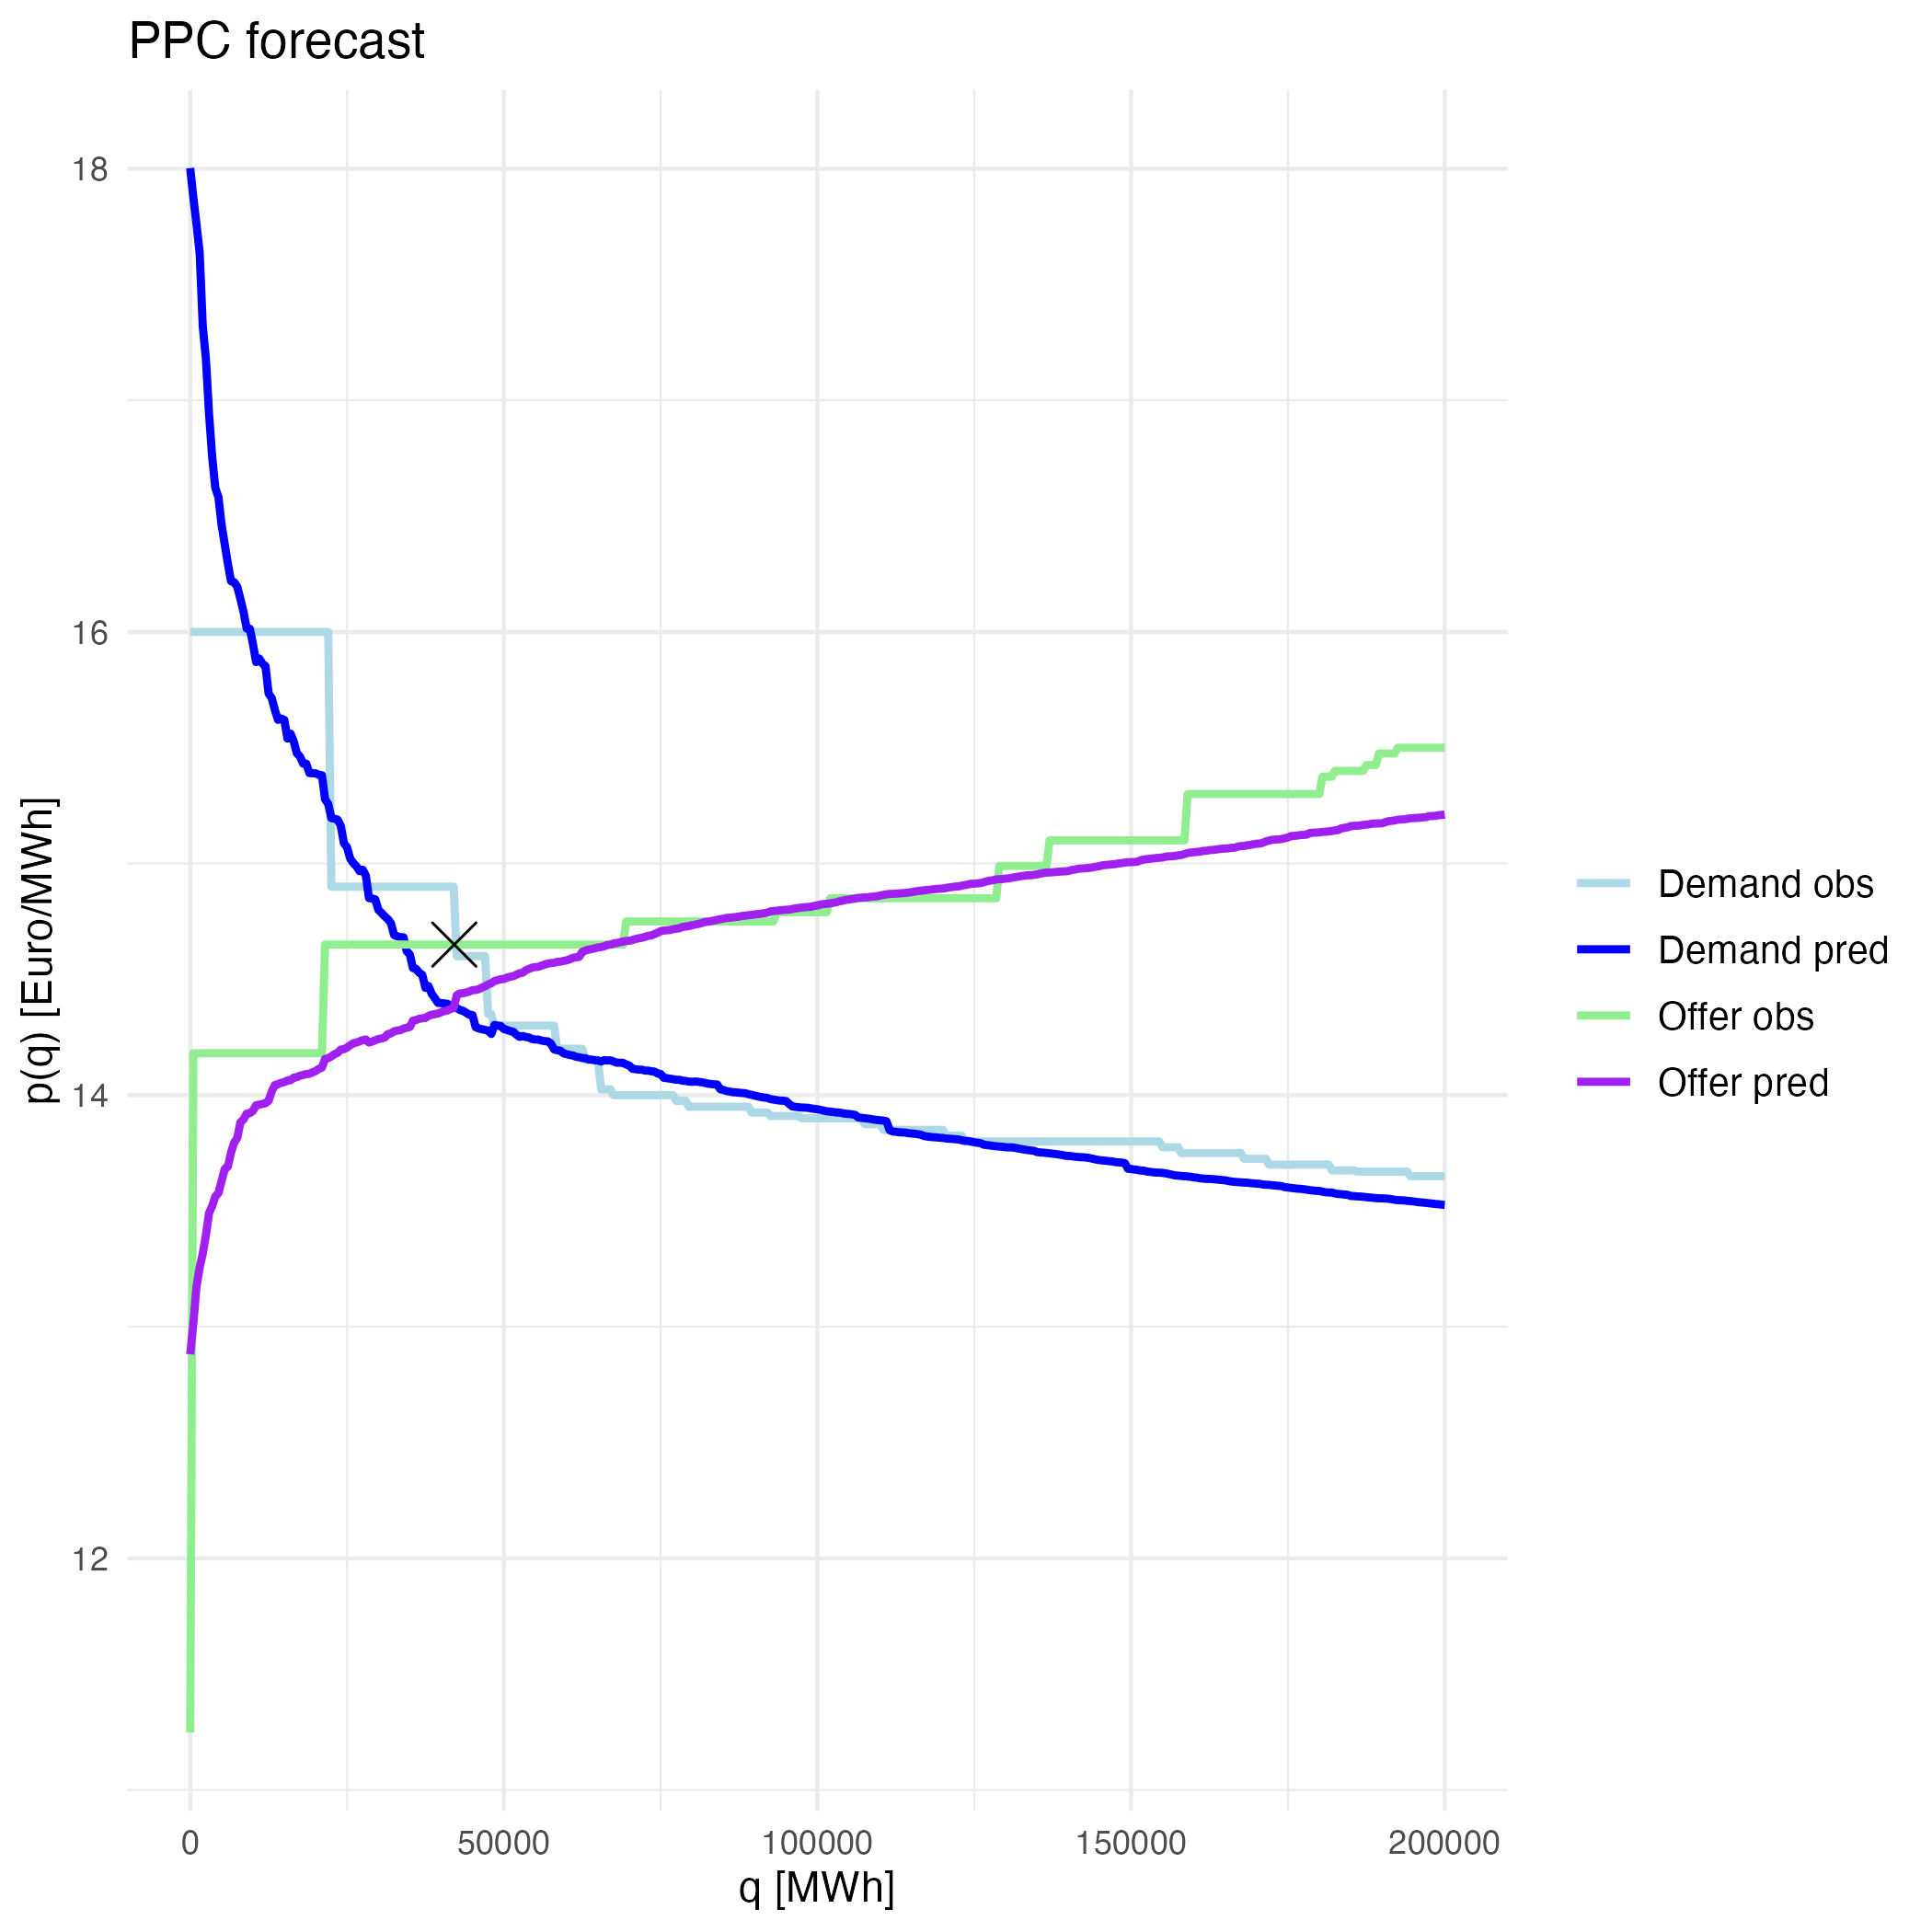 PPC forecast
18
16
14
12
p(q) [Euro/MWh]
0
50000
100000
150000
200000
q [MWh]
Demand obs
Demand pred
Offer obs
Offer pred